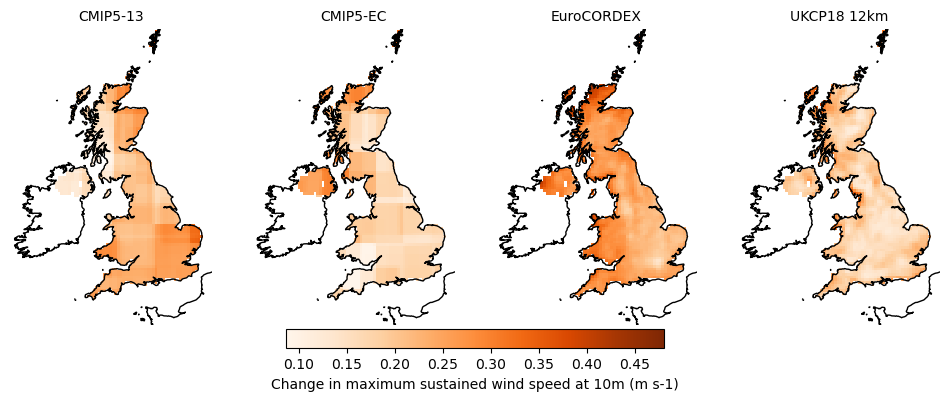 CMIP5-13 CMIP5-EC EuroCORDEX UKCP18 12km
0.10 0.15 0.20 0.25 0.30 0.35 0.40 0.45
Change in maximum sustained wind speed at 10m (m s-1)